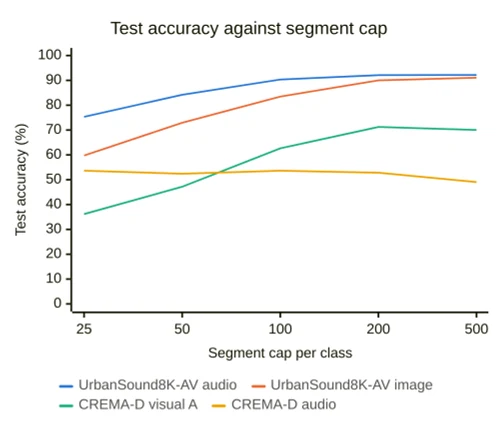 Test accuracy against segment cap
100
90
80
70
60
50
40
30
20
10
0
Test accuracy (%)
25 50 100 200 500
Segment cap per class
UrbanSound8K-AV audio UrbanSound8K-AV image
CREMA-D visual A CREMA-D audio